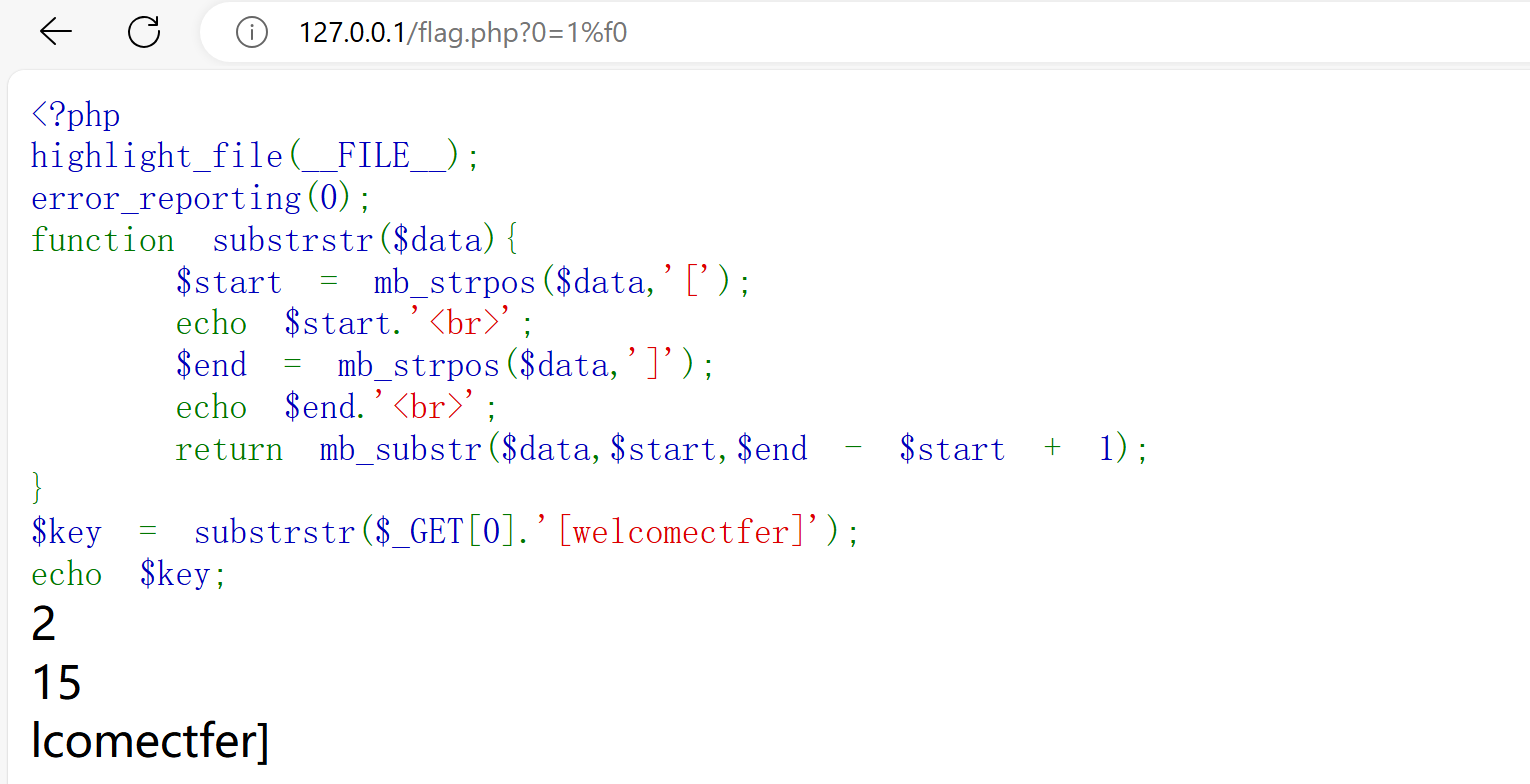 127.0.0.1/flag.php?0=1%f0
<?php
highlight_file(__FILE__);
error_reporting(0);
function substrstr($data){
$start = mb_strpos($data,'[');
echo $start.'<br>';
$end = mb_strpos($data,']');
echo $end.'<br>';
return mb_substr($data,$start,$end - $start + 1);
}
$key = substrstr($_GET[0].'[welcomectfer]');
echo $key;
2
15
lcomectfer]